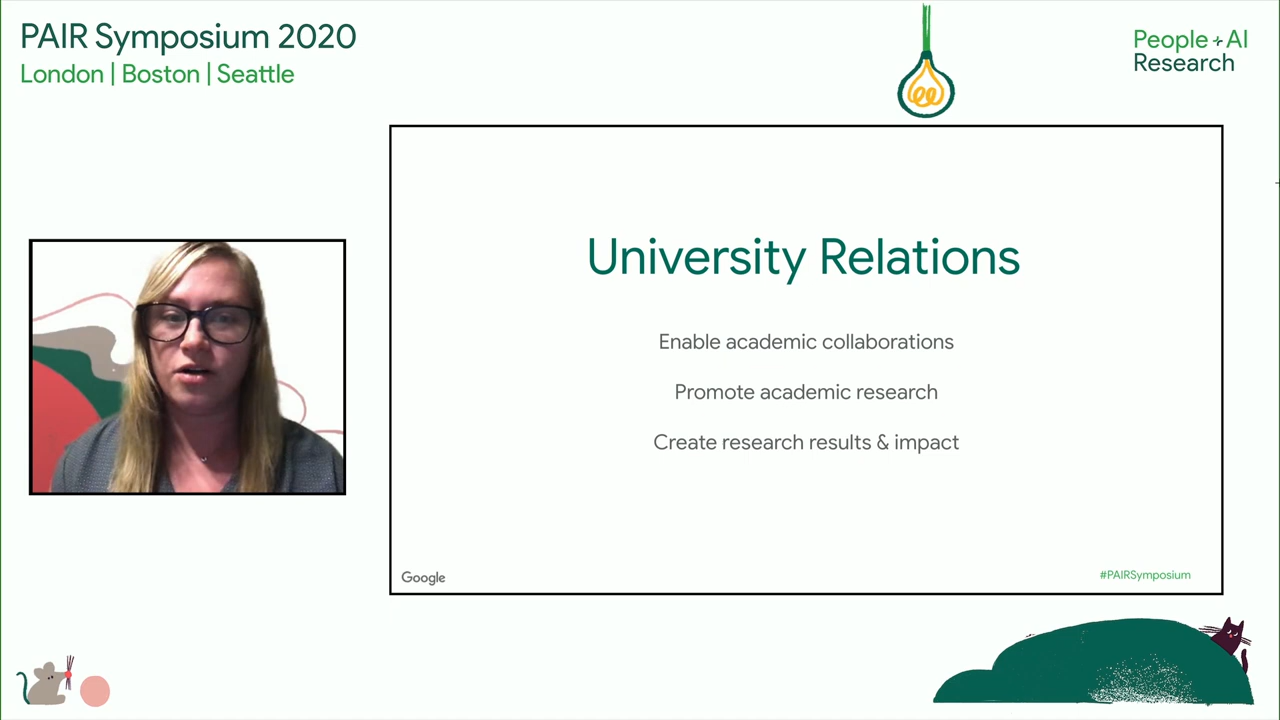 PAIR Symposium 2020
London | Boston | Seattle
People + AI
Research
University Relations
Enable academic collaborations
Promote academic research
Create research results & impact
Google
#PAIRSymposium